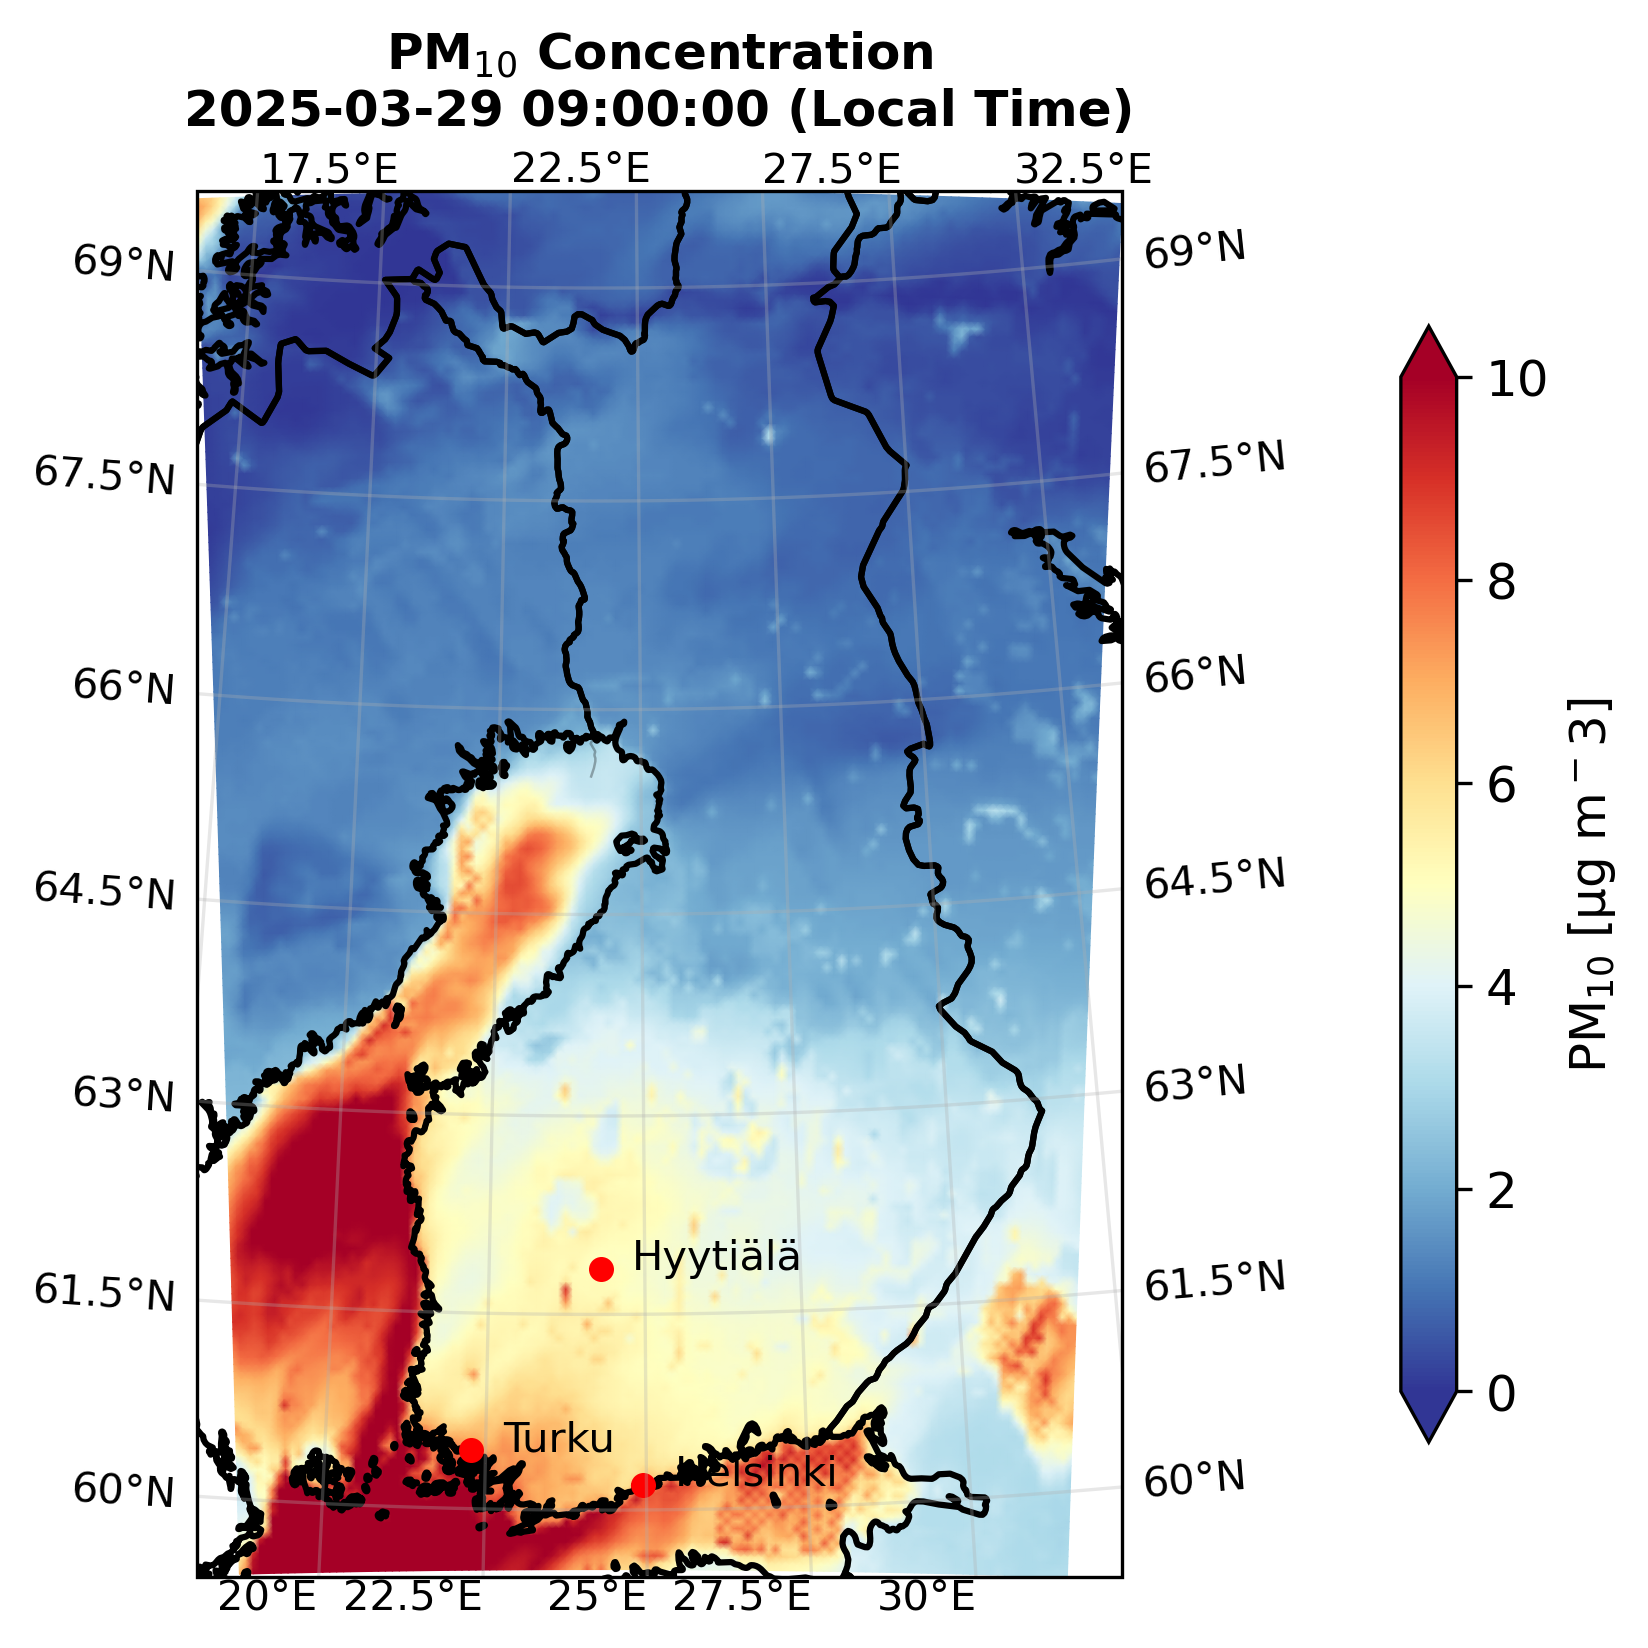 PM₁₀ Concentration
2025-03-29 09:00:00 (Local Time)
17.5°E 22.5°E 27.5°E 32.5°E
69°N 69°N
67.5°N 67.5°N
66°N 66°N
64.5°N 64.5°N
63°N 63°N
61.5°N 61.5°N
60°N 60°N
Hyytiälä
Turku
Helsinki
20°E 22.5°E 25°E 27.5°E 30°E
10
8
6
4
2
0
PM₁₀ [µg m⁻ 3]